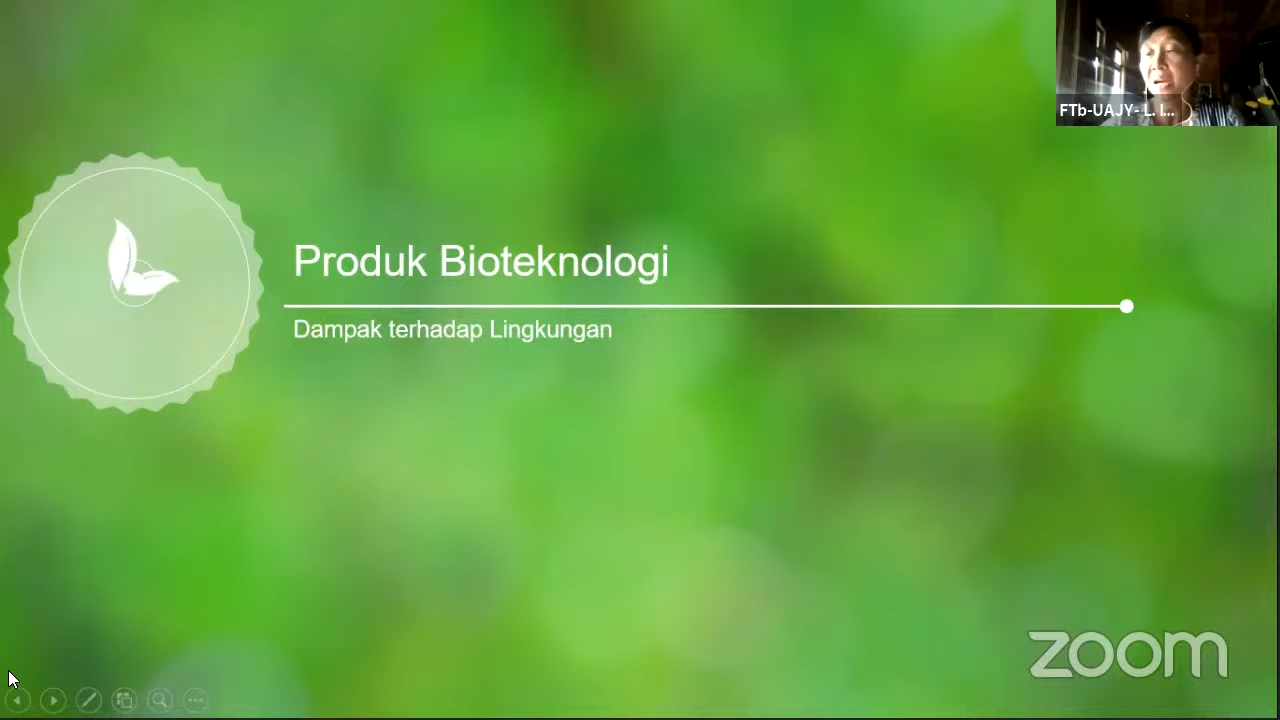 FTb-UAJY- L. I...
Produk Bioteknologi
Dampak terhadap Lingkungan
zoom